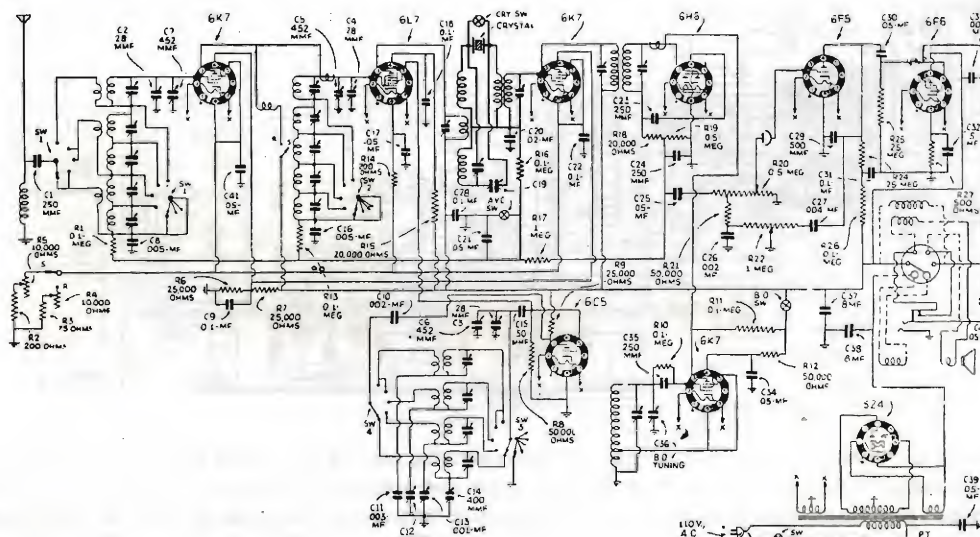 C2
28
MMF
C7
452
MMF
6K7
C5
452
MMF
C4
28
MMF
6L7
C18
0.1-
MF
CRY SW
CRYSTAL
6K7
6H6
6F5
C30
.05-MF
6F6
SW
1
C1
250
MMF
R1
0.1-
MEG
C8
.005-MF
SW
1
C41
.05-
MF
C17
.05
MF
R14
OHMS
SW
2
C16
.005-MF
R15
20,000 OHMS
C20
.02-MF
R16
0.1-
MEG
C19
C28
0.1-MF
AVC
SW
C21
.05 MF
R17
1 MEG
C22
0.1-
MF
C23
250
MMF
R18
20,000
OHMS
R19
0.5-
MEG
C24
250
MMF
C25
.05-
MF
R20
0.5 MEG
C29
500
MMF
C31
0.1-
MF
C27
.004-MF
C26
.002
MF
R22
1 MEG
R25
MEG
R24
.25 MEG
C32
MF
R27
500
OHMS
R26
0.1-
MEG
R5
10,000
OHMS
S
R
R4
10,000
OHMS
R3
75 OHMS
R2
200 OHMS
R6
25,000
OHMS
C9
0.1-MF
R7
25,000
OHMS
R13
0.1-
MEG
C10
.002-MF
C6
452
MMF
28
MMF
C3
C15
50
MMF
R9
25,000
OHMS
6C5
R21
50,000
OHMS
R11
0.1-MEG
B.O
SW
C37
8MF
C38
8MF
SW
4
SW
3
R8
50,000
OHMS
R10
0.1-
MEG
C35
250
MMF
6K7
C34
.05-MF
R12
50,000
OHMS
C36
B.O
TUNING
5Z4
C11
.003-
MF
C12
C13
.001-MF
C14
400
MMF
110V.
A.C
SW
PT
C39